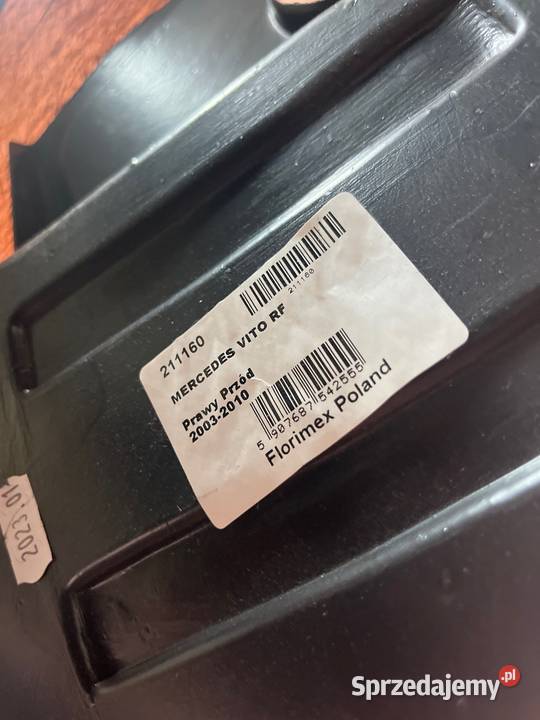 211160
211160
MERCEDES VITO RF
Prawy Przód
2003-2010
5 907687 542555
Florimex Poland
2023.01
Sprzedajemy.pl